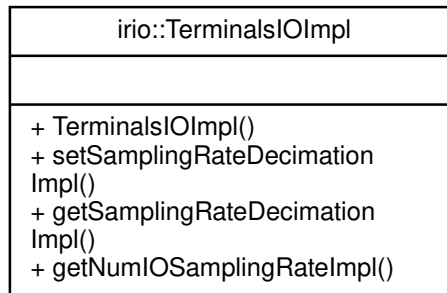 irio::TerminalsIOImpl
+ TerminalsIOImpl()
+ setSamplingRateDecimation
Impl()
+ getSamplingRateDecimation
Impl()
+ getNumIOSamplingRateImpl()